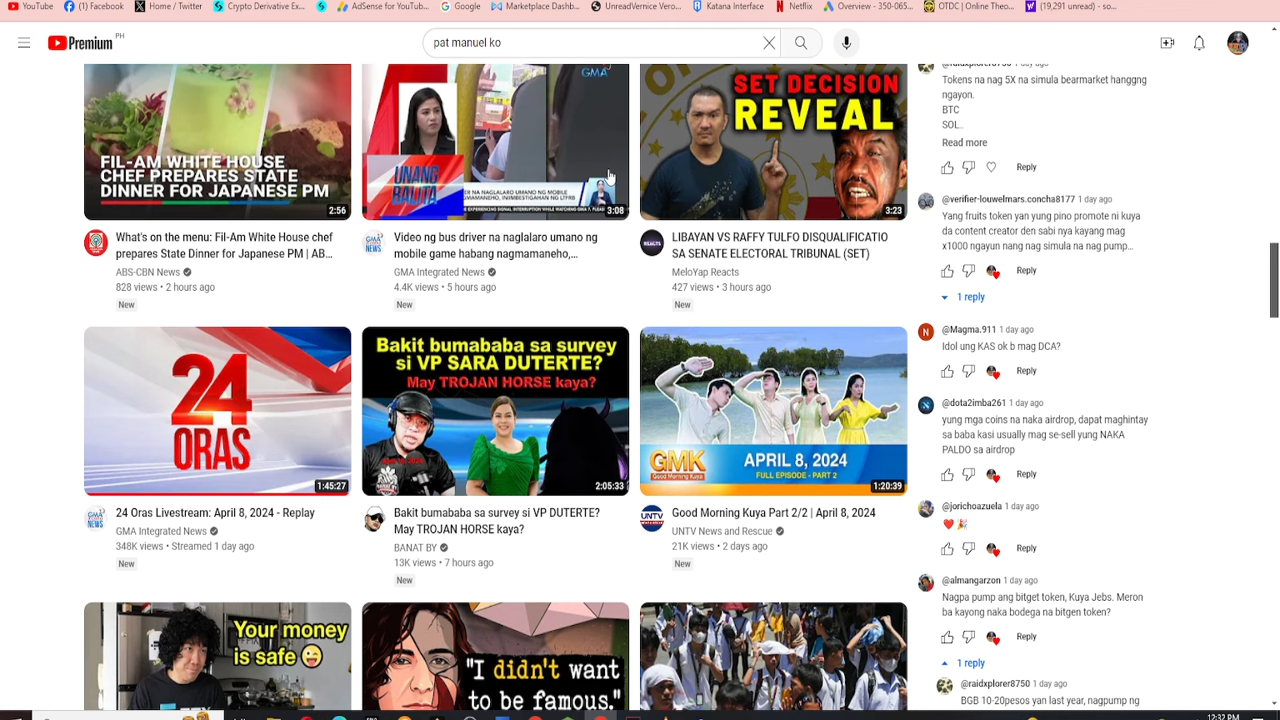 YouTube
(1) Facebook
Home / Twitter
Crypto Derivative Ex...
AdSense for YouTub...
Google
Marketplace Dashb...
UnreadVernice Vero...
Katana Interface
Netflix
Overview - 350-065...
OTDC | Online Theo...
(19,291 unread) - so...
Premium PH
pat manuel ko
FIL-AM WHITE HOUSE
CHEF PREPARES STATE
DINNER FOR JAPANESE PM
2:56
What's on the menu: Fil-Am White House chef
prepares State Dinner for Japanese PM | AB...
ABS-CBN News
828 views • 2 hours ago
New
GMA
UNANG
BALITA
ER NA NAGLALARO UMANO NG MOBILE
MAGMAMANEHO, INIIMBESTIGAHAN NG LTFRB
3:08
Video ng bus driver na naglalaro umano ng
mobile game habang nagmamaneho,...
GMA Integrated News
4.4K views • 5 hours ago
New
SET DECISION
REVEAL
3:23
REACTS
LIBAYAN VS RAFFY TULFO DISQUALIFICATIO
SA SENATE ELECTORAL TRIBUNAL (SET)
MeloYap Reacts
427 views • 3 hours ago
New
24
ORAS
1:45:27
24 Oras Livestream: April 8, 2024 - Replay
GMA Integrated News
348K views • Streamed 1 day ago
New
Bakit bumababa sa survey
si VP SARA DUTERTE?
May TROJAN HORSE kaya?
2:05:33
Bakit bumababa sa survey si VP DUTERTE?
May TROJAN HORSE kaya?
BANAT BY
13K views • 7 hours ago
New
GMK
Good Morning Kuya
APRIL 8, 2024
FULL EPISODE - PART 2
1:20:39
UNTV
Good Morning Kuya Part 2/2 | April 8, 2024
UNTV News and Rescue
21K views • 2 days ago
New
Your money
is safe
"I didn't want
to be famous."
@raidxplorer8750 1 day ago
Tokens na nag 5X na simula bearmarket hanggng
ngayon.
BTC
SOL..
Read more
Reply
@verifier-louwelmars.concha8177 1 day ago
Yang fruits token yan yung pino promote ni kuya
da content creator den sabi nya kayang mag
x1000 ngayun nang nag simula na nag pump...
Reply
1 reply
N
@Magma.911 1 day ago
Idol ung KAS ok b mag DCA?
Reply
@dota2imba261 1 day ago
yung mga coins na naka airdrop, dapat maghintay
sa baba kasi usually mag se-sell yung NAKA
PALDO sa airdrop
Reply
@jorichoazuela 1 day ago
Reply
@almangarzon 1 day ago
Nagpa pump ang bitget token, Kuya Jebs. Meron
ba kayong naka bodega na bitgen token?
Reply
1 reply
@raidxplorer8750 1 day ago
BGB 10-20pesos yan last year, nagpump ng
12:32 PM